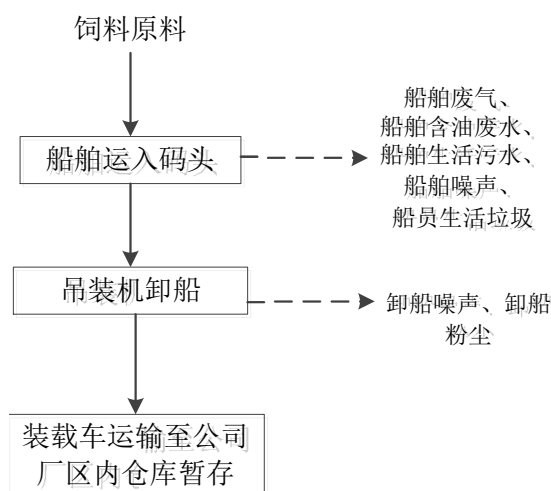 饲料原料
船舶运入码头
船舶废气、
船舶含油废水、
船舶生活污水、
船舶噪声、
船员生活垃圾
吊装机卸船
卸船噪声、卸船
粉尘
装载车运输至公司
厂区内仓库暂存